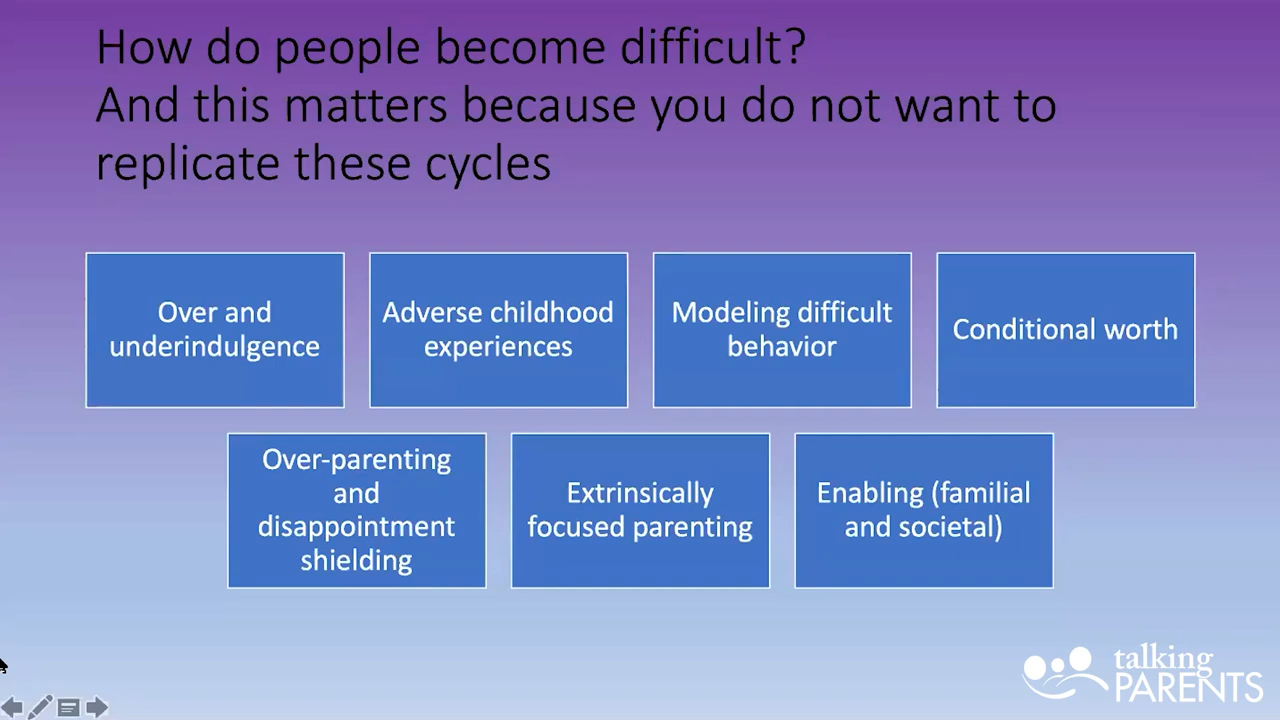 How do people become difficult?
And this matters because you do not want to
replicate these cycles
Over and
underindulgence
Adverse childhood
experiences
Modeling difficult
behavior
Conditional worth
Over-parenting
and
disappointment
shielding
Extrinsically
focused parenting
Enabling (familial
and societal)
talking
PARENTS